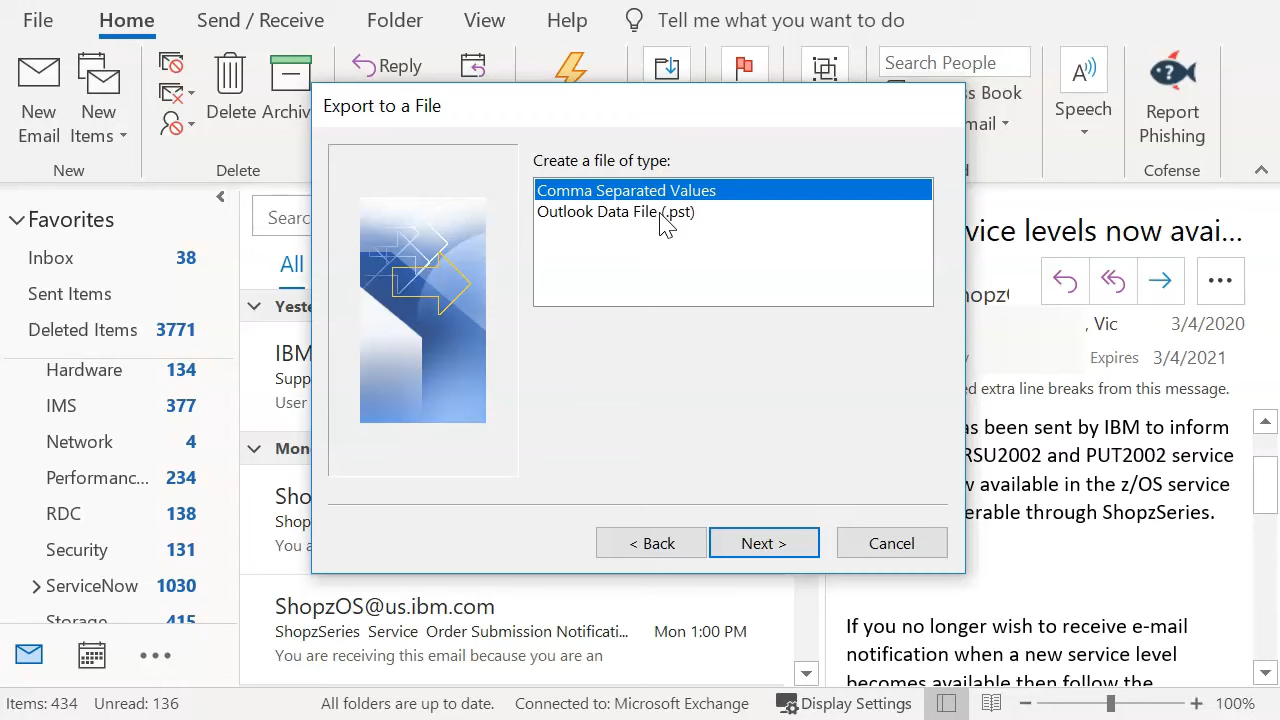 File Home Send / Receive Folder View Help Tell me what you want to do
New Email
New Items
Delete
Archiv
Reply
Search People
ss Book
mail
Speech
Report Phishing
New
Delete
d
Cofense
Export to a File
Create a file of type:
Comma Separated Values
Outlook Data File (.pst)
< Back
Next >
Cancel
Favorites
Inbox 38
Sent Items
Deleted Items 3771
Hardware 134
IMS 377
Network 4
Performanc... 234
RDC 138
Security 131
ServiceNow 1030
Storage 415
Searc
All
Yeste
IBM
Supp
User
Mon
Sho
Shop
You a
ShopzOS@us.ibm.com
ShopzSeries Service Order Submission Notificati... Mon 1:00 PM
You are receiving this email because you are an
vice levels now avai...
hopz
, Vic 3/4/2020
y Expires 3/4/2021
ed extra line breaks from this message.
as been sent by IBM to inform
RSU2002 and PUT2002 service
w available in the z/OS service
erable through ShopzSeries.
If you no longer wish to receive e-mail
notification when a new service level
becomes available then follow the
Items: 434 Unread: 136 All folders are up to date. Connected to: Microsoft Exchange Display Settings 100%